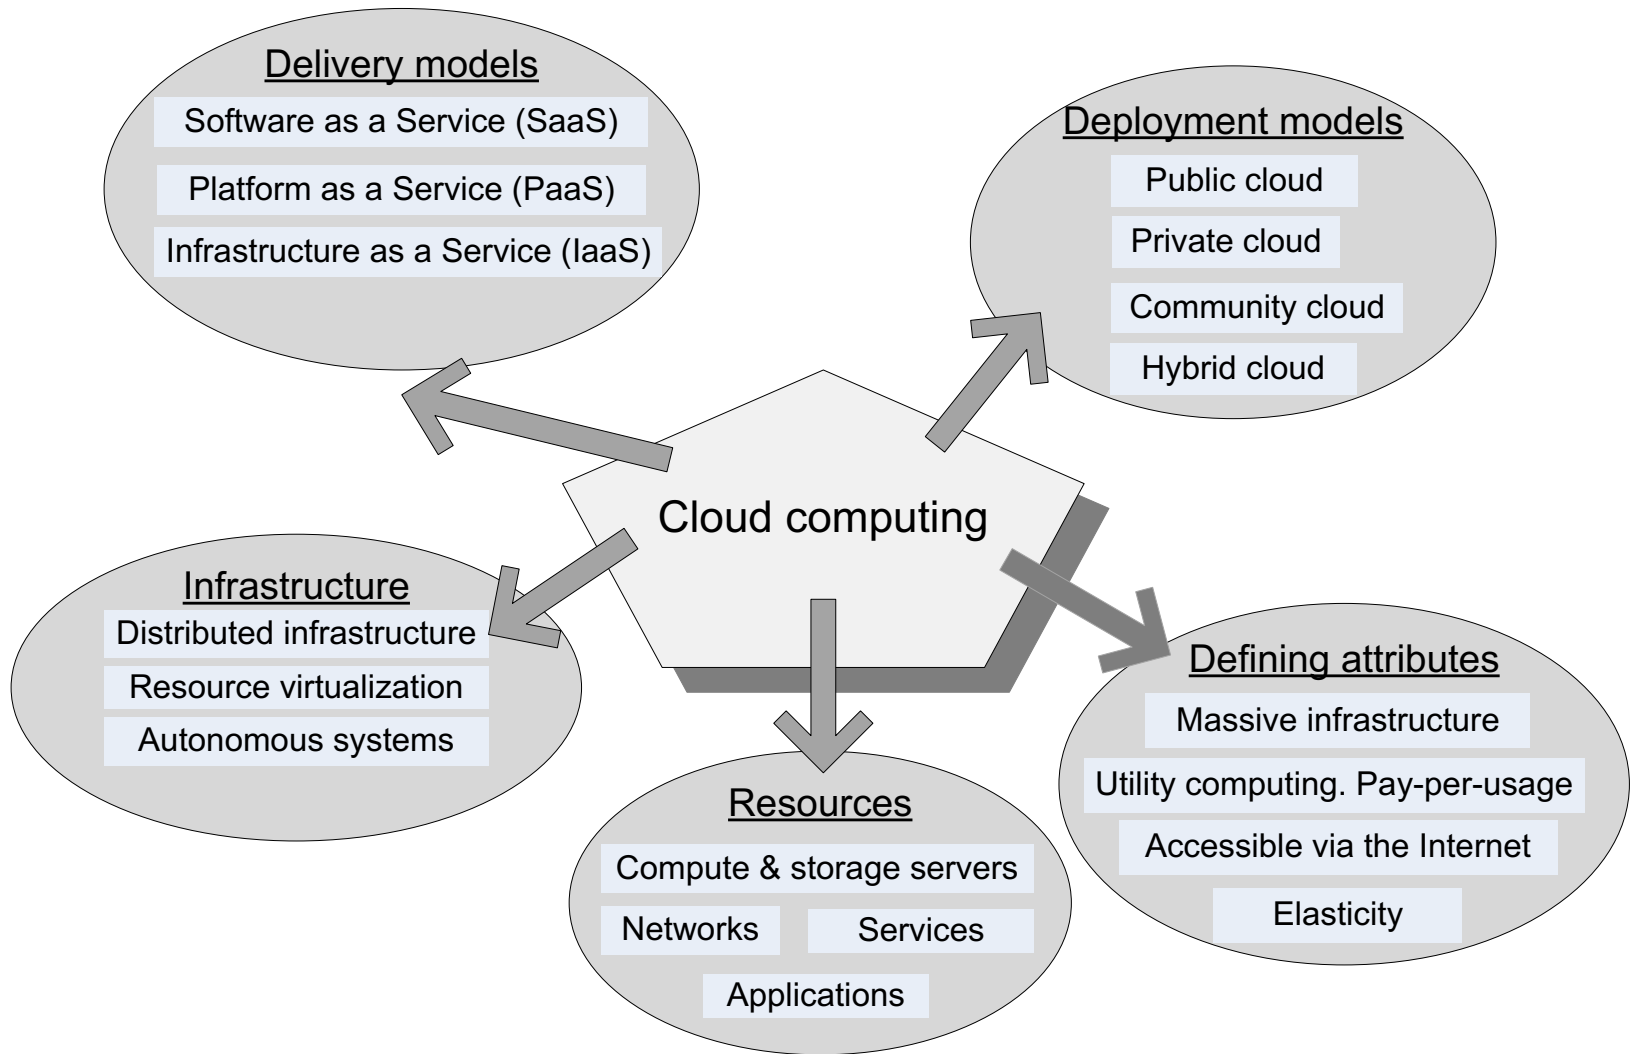 Delivery models
Software as a Service (SaaS)
Platform as a Service (PaaS)
Infrastructure as a Service (IaaS)
Deployment models
Public cloud
Private cloud
Community cloud
Hybrid cloud
Cloud computing
Infrastructure
Distributed infrastructure
Resource virtualization
Autonomous systems
Resources
Compute & storage servers
Networks
Services
Applications
Defining attributes
Massive infrastructure
Utility computing. Pay-per-usage
Accessible via the Internet
Elasticity